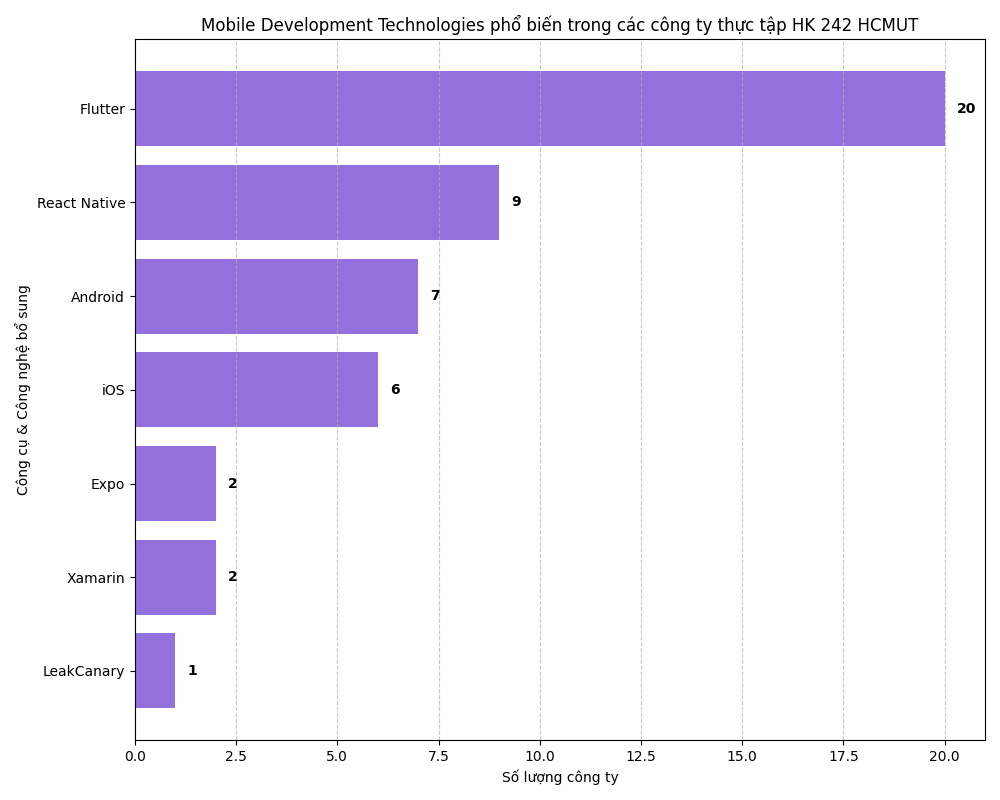 Mobile Development Technologies phổ biến trong các công ty thực tập HK 242 HCMUT
Công cụ & Công nghệ bổ sung
Flutter 20
React Native 9
Android 7
iOS 6
Expo 2
Xamarin 2
LeakCanary 1
0.0 2.5 5.0 7.5 10.0 12.5 15.0 17.5 20.0
Số lượng công ty